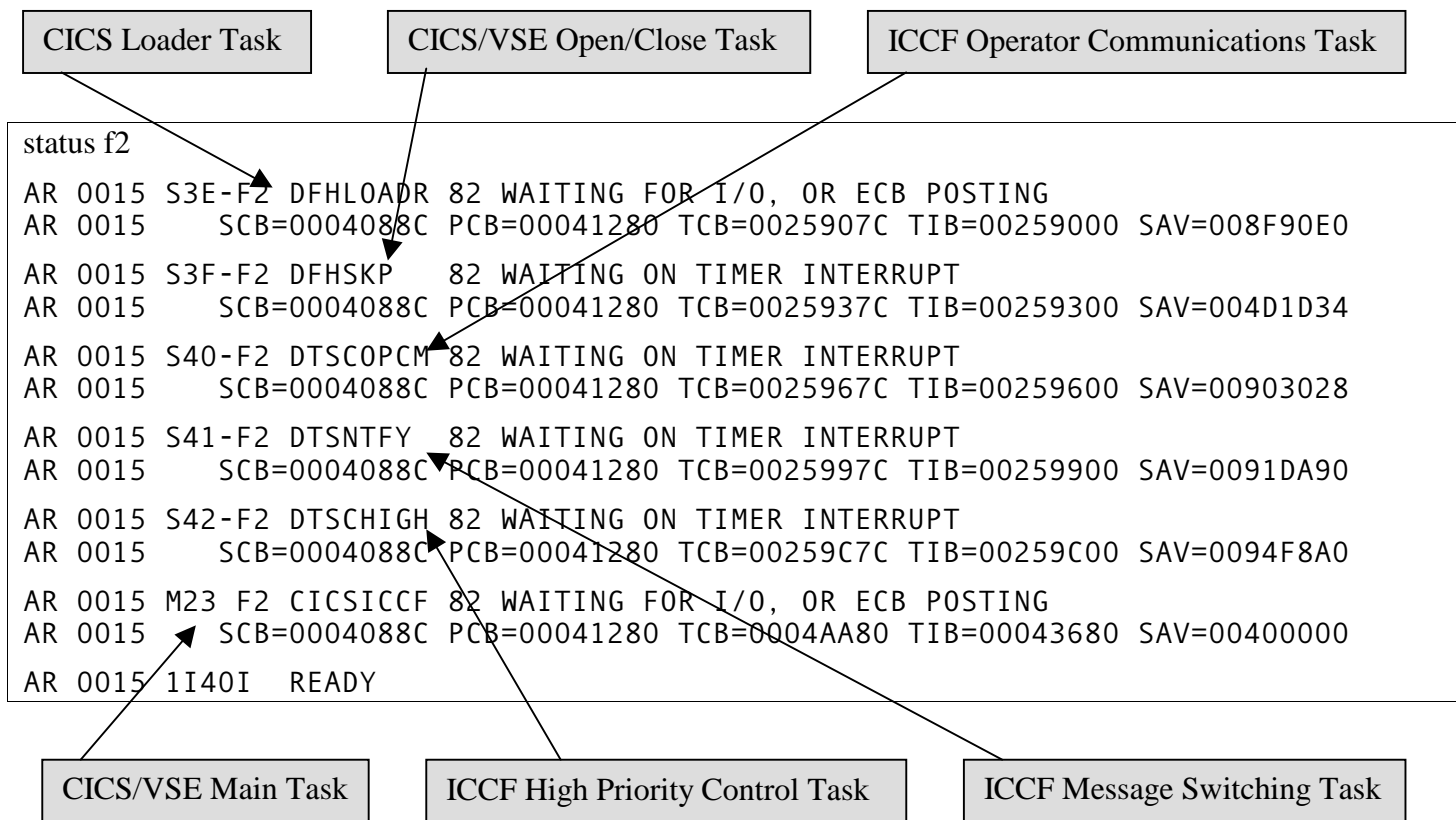 CICS Loader Task
CICS/VSE Open/Close Task
ICCF Operator Communications Task
status f2
AR 0015 S3E-F2 DFHLOADR 82 WAITING FOR I/O, OR ECB POSTING
AR 0015 SCB=0004088C PCB=00041280 TCB=0025907C TIB=00259000 SAV=008F90E0
AR 0015 S3F-F2 DFHSKP 82 WAITING ON TIMER INTERRUPT
AR 0015 SCB=0004088C PCB=00041280 TCB=0025937C TIB=00259300 SAV=004D1D34
AR 0015 S40-F2 DTSCOPCM 82 WAITING ON TIMER INTERRUPT
AR 0015 SCB=0004088C PCB=00041280 TCB=0025967C TIB=00259600 SAV=00903028
AR 0015 S41-F2 DTSNTFY 82 WAITING ON TIMER INTERRUPT
AR 0015 SCB=0004088C PCB=00041280 TCB=0025997C TIB=00259900 SAV=0091DA90
AR 0015 S42-F2 DTSCHIGH 82 WAITING ON TIMER INTERRUPT
AR 0015 SCB=0004088C PCB=00041280 TCB=00259C7C TIB=00259C00 SAV=0094F8A0
AR 0015 M23 F2 CICSICCF 82 WAITING FOR I/O, OR ECB POSTING
AR 0015 SCB=0004088C PCB=00041280 TCB=0004AA80 TIB=00043680 SAV=00400000
AR 0015 1I40I READY
CICS/VSE Main Task
ICCF High Priority Control Task
ICCF Message Switching Task